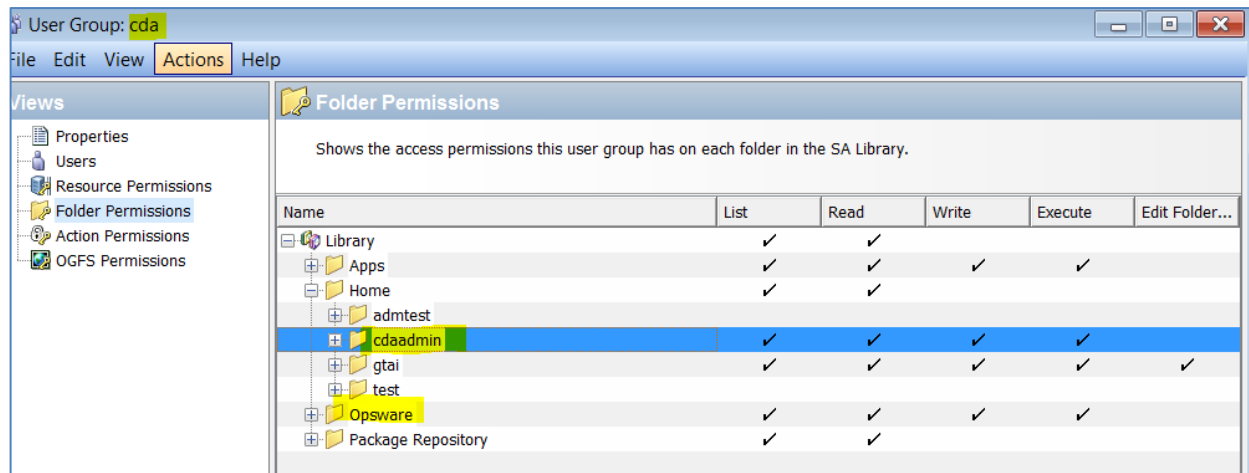 User Group: cda
File Edit View Actions Help
Views
Folder Permissions
Properties
Users
Resource Permissions
Folder Permissions
Action Permissions
OGFS Permissions
Shows the access permissions this user group has on each folder in the SA Library.
Name List Read Write Execute Edit Folder...
Library ✓ ✓
Apps ✓ ✓ ✓ ✓
Home ✓ ✓
admtest
cdaadmin ✓ ✓ ✓ ✓
gtai ✓ ✓ ✓ ✓ ✓
test
Opsware ✓ ✓ ✓ ✓
Package Repository ✓ ✓